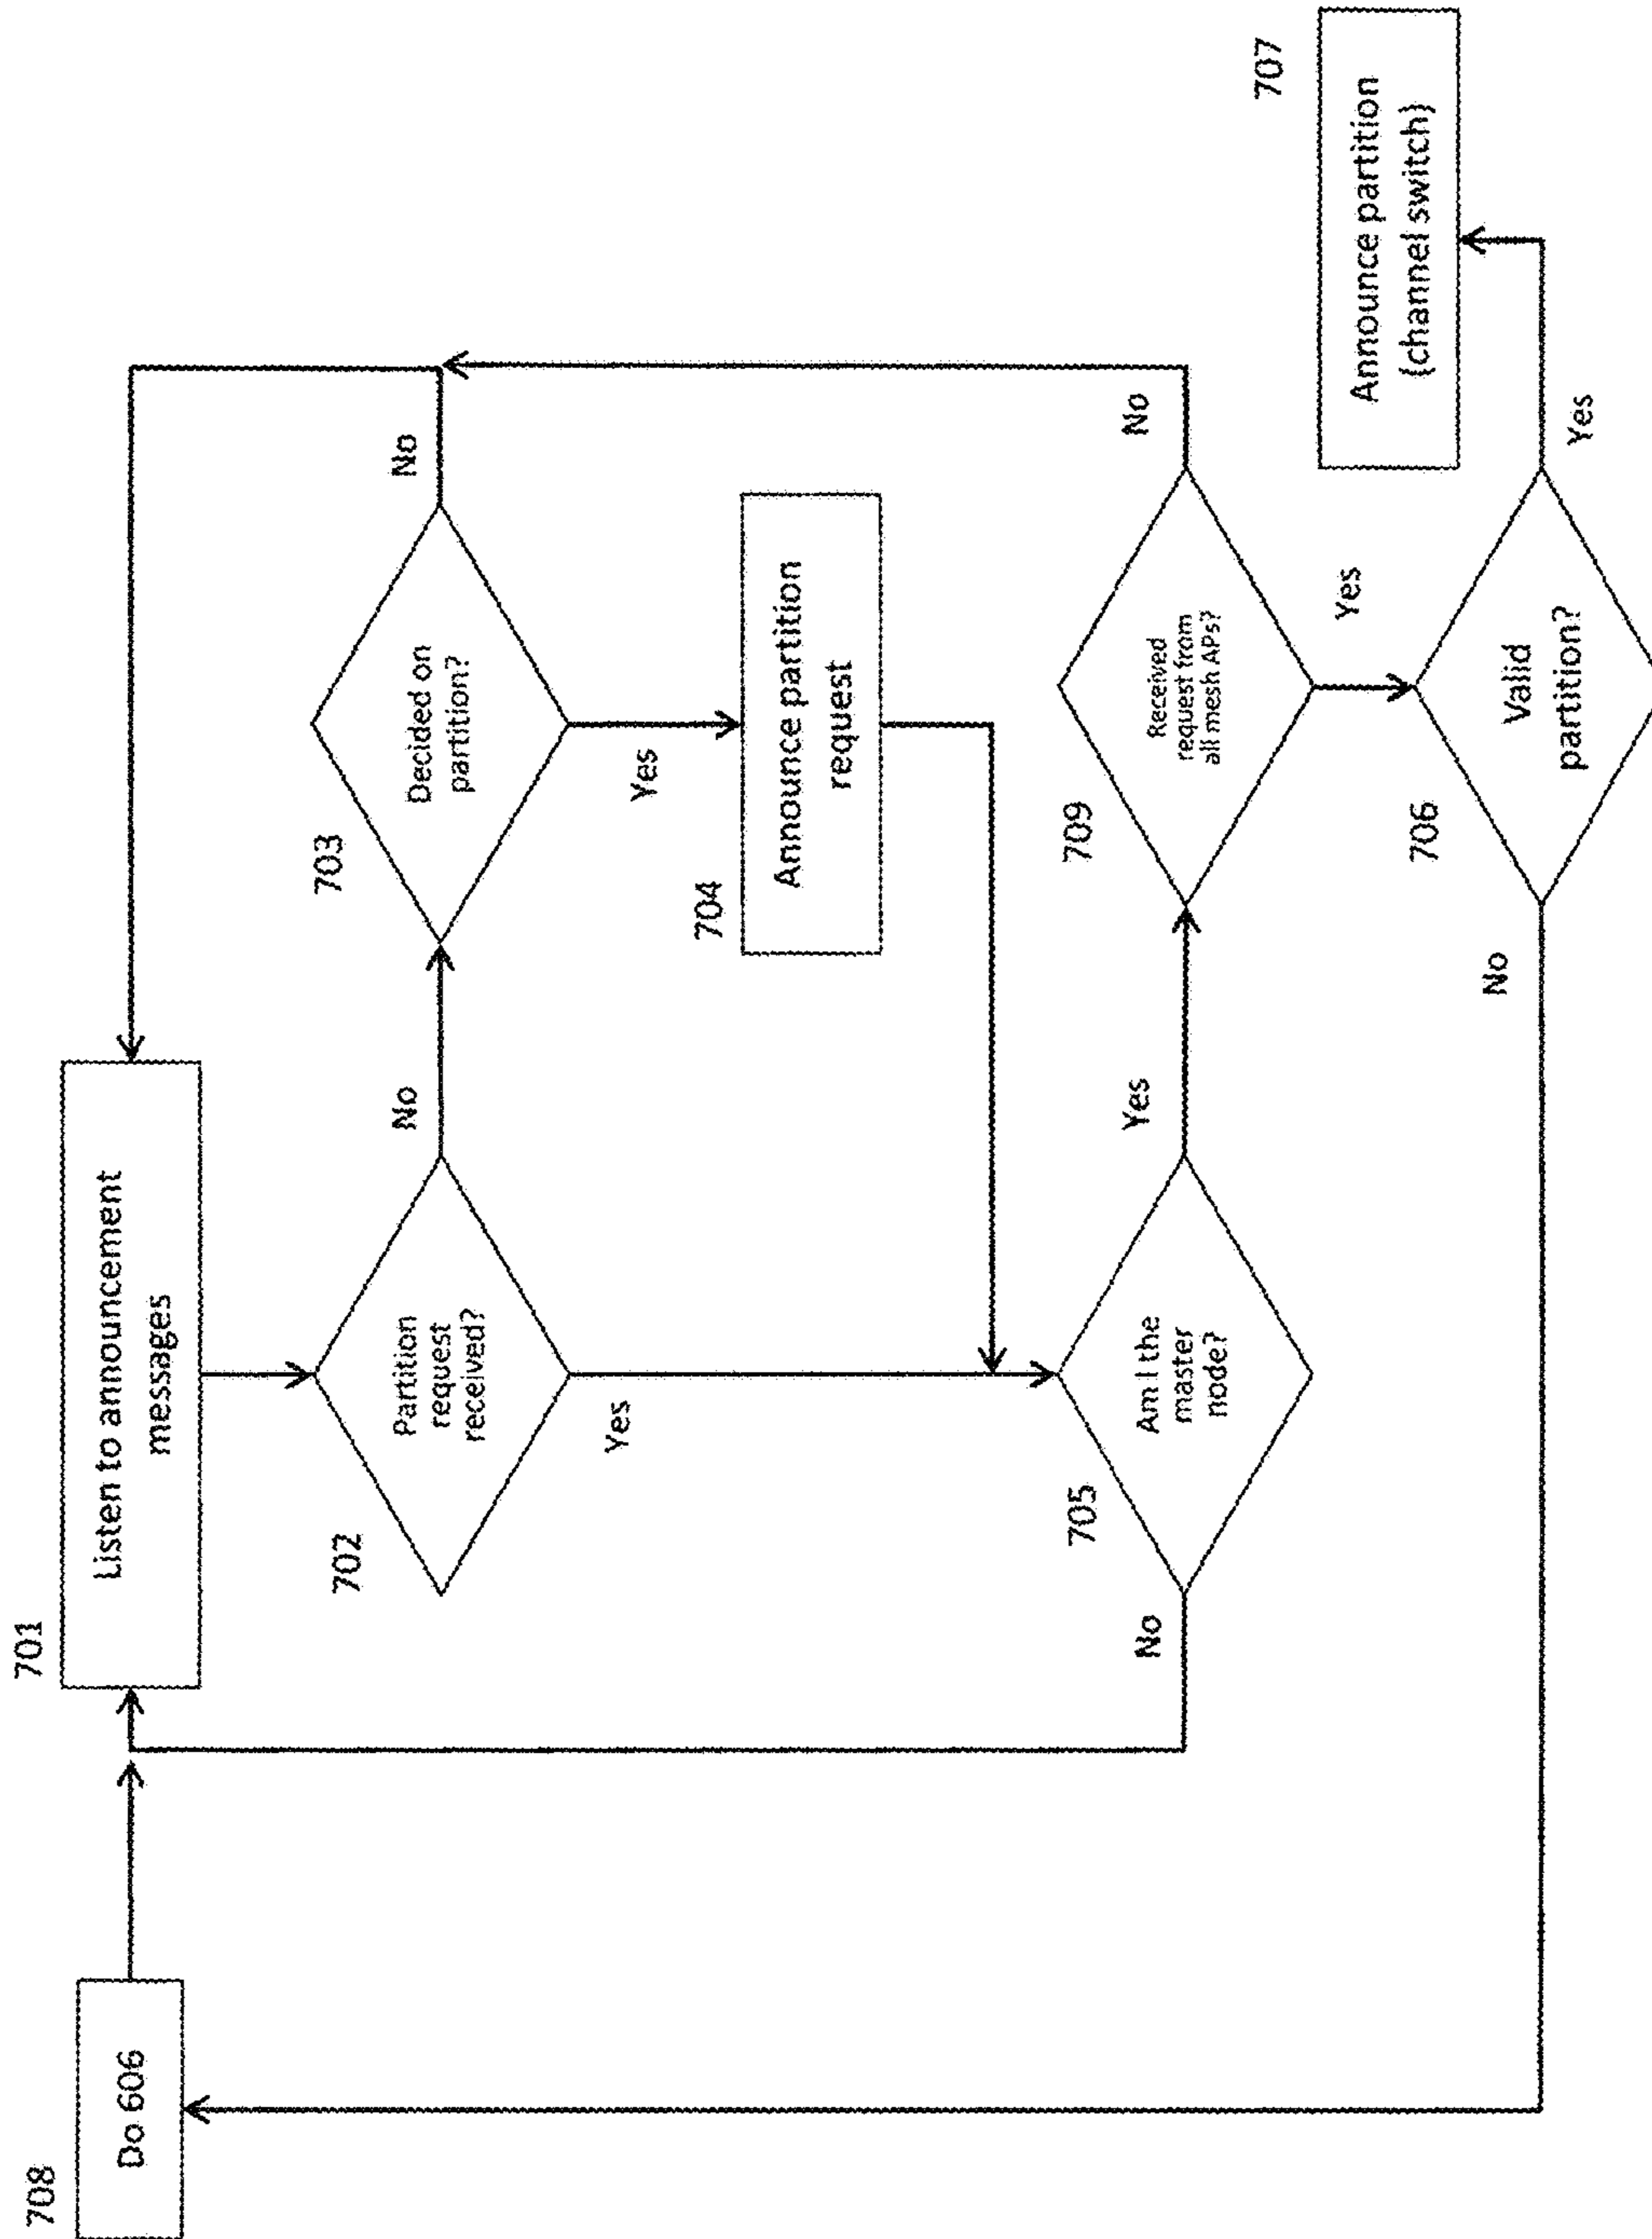 708
Do 606
701
Listen to announcement
messages
702
Partition
request
received?
No
Yes
703
Decided on
partition?
No
Yes
704
Announce partition
request
705
Am I the
master
node?
No
Yes
709
Received
request from
all mesh APs?
No
Yes
706
Valid
partition?
No
Yes
707
Announce partition
(channel switch)